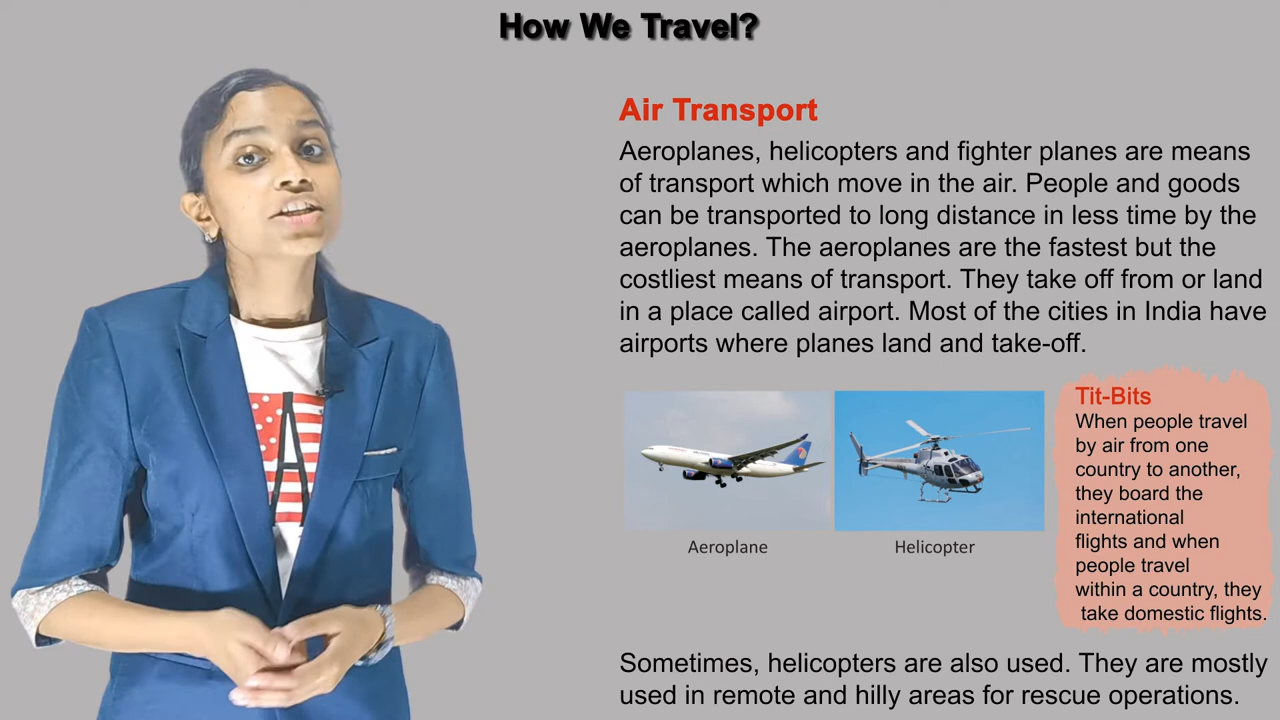 How We Travel?
Air Transport
Aeroplanes, helicopters and fighter planes are means
of transport which move in the air. People and goods
can be transported to long distance in less time by the
aeroplanes. The aeroplanes are the fastest but the
costliest means of transport. They take off from or land
in a place called airport. Most of the cities in India have
airports where planes land and take-off.
Aeroplane
Helicopter
Tit-Bits
When people travel
by air from one
country to another,
they board the
international
flights and when
people travel
within a country, they
take domestic flights.
Sometimes, helicopters are also used. They are mostly
used in remote and hilly areas for rescue operations.